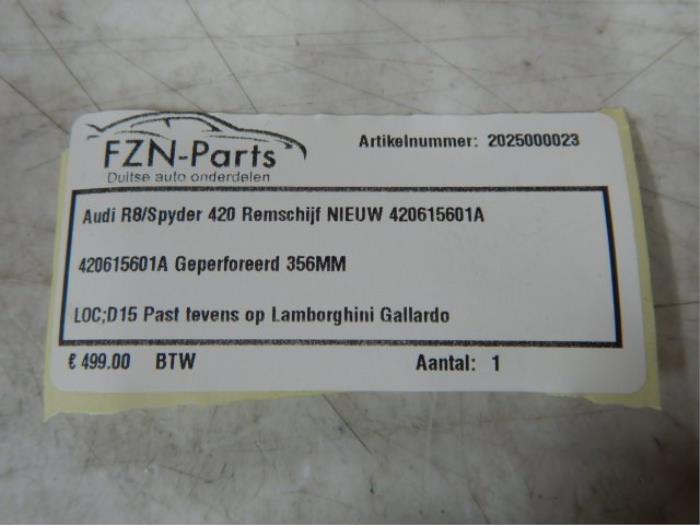 FZN-Parts
Duitse auto onderdelen
Artikelnummer: 2025000023
Audi R8/Spyder 420 Remschijf NIEUW 420615601A
420615601A Geperforeerd 356MM
LOC;D15 Past tevens op Lamborghini Gallardo
€ 499.00 BTW Aantal: 1